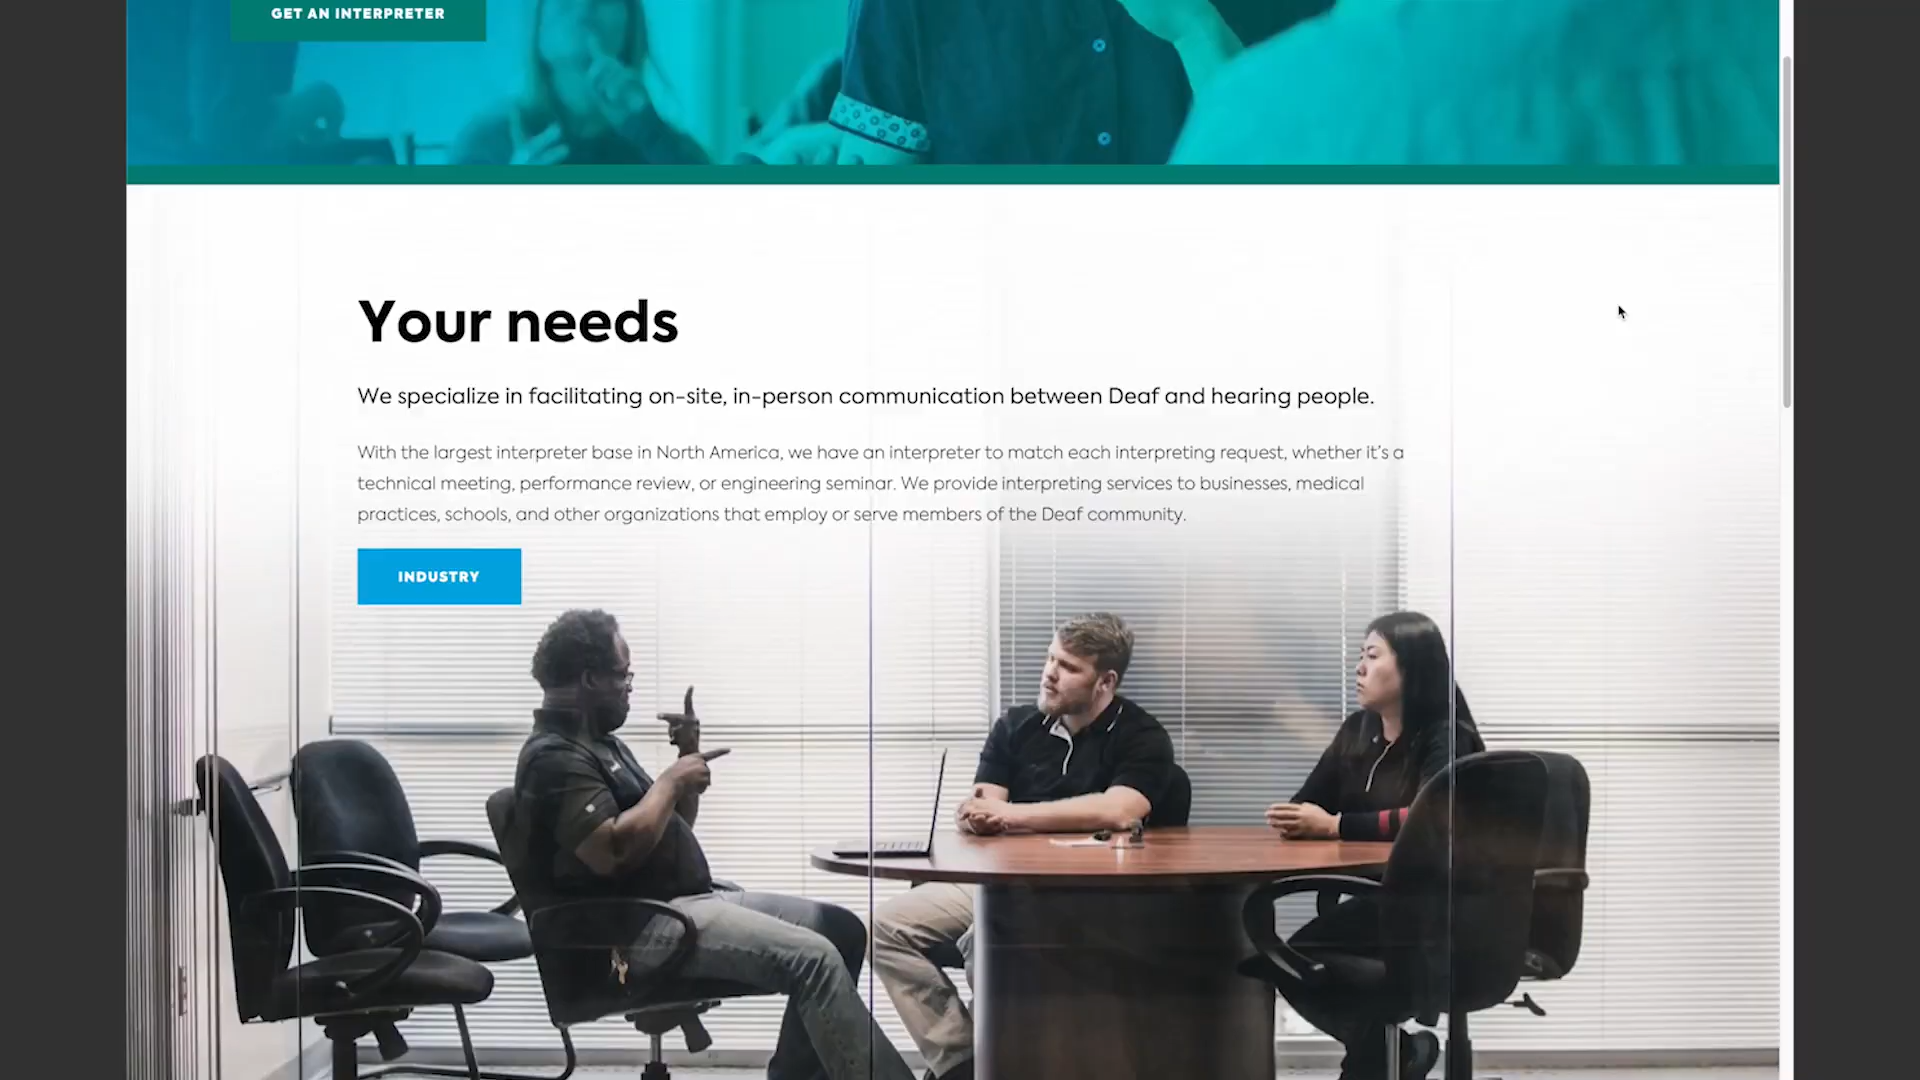 GET AN INTERPRETER
Your needs
We specialize in facilitating on-site, in-person communication between Deaf and hearing people.
With the largest interpreter base in North America, we have an interpreter to match each interpreting request, whether it's a
technical meeting, performance review, or engineering seminar. We provide interpreting services to businesses, medical
practices, schools, and other organizations that employ or serve members of the Deaf community.
INDUSTRY